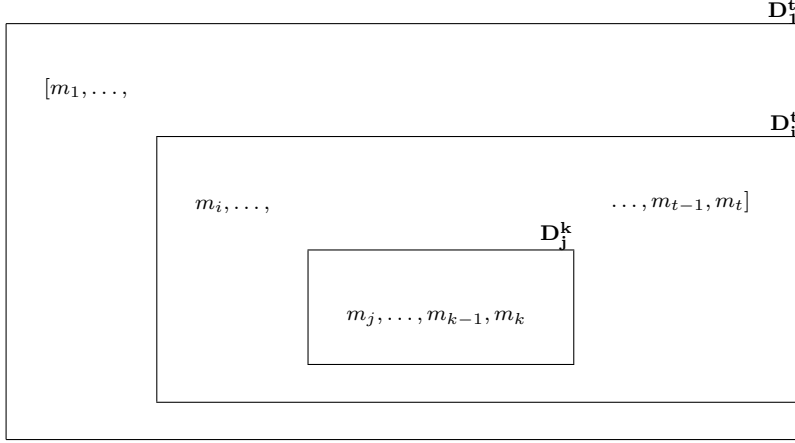 D_1^t
[m_1, …,
D_i^t
m_i, …,
…, m_{t−1}, m_t]
D_j^k
m_j, …, m_{k−1}, m_k